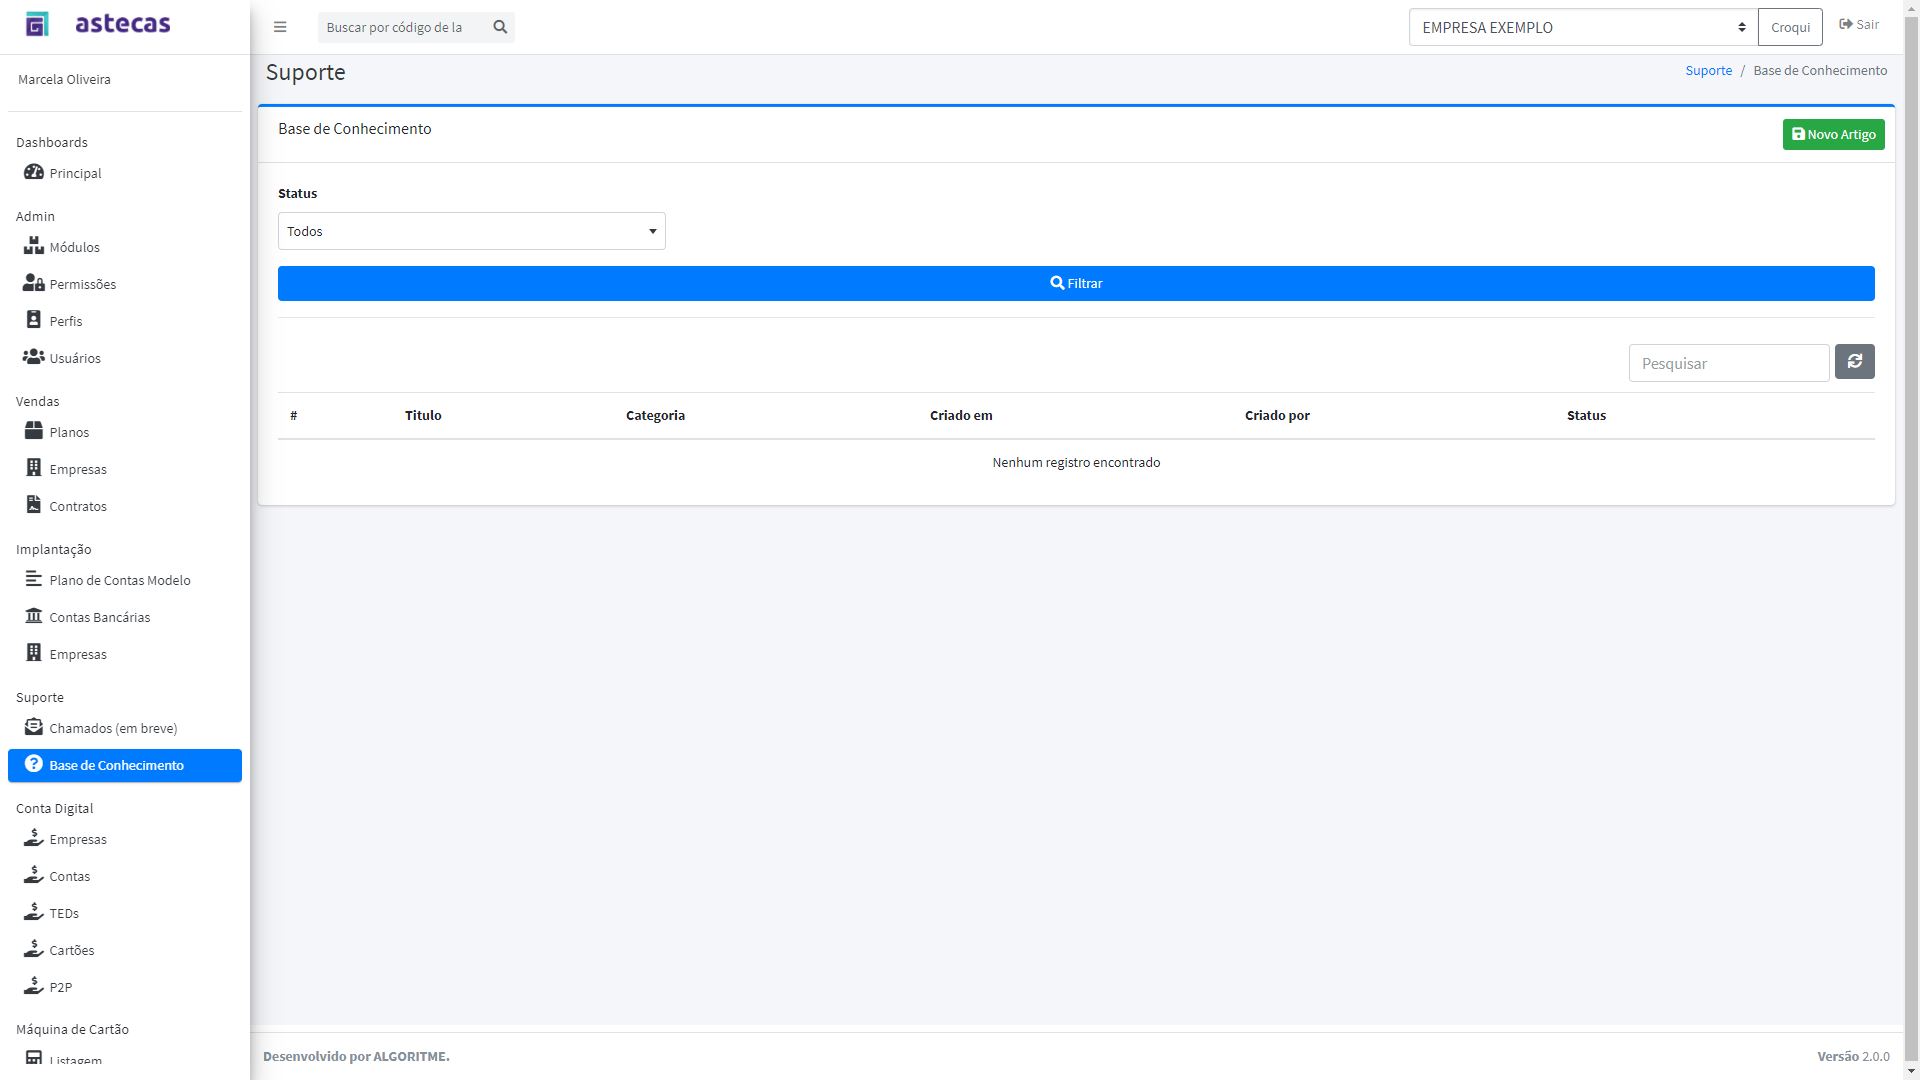 astecas
Buscar por código de la
EMPRESA EXEMPLO
Croqui
Sair
Marcela Oliveira
Dashboards
Principal
Admin
Módulos
Permissões
Perfis
Usuários
Vendas
Planos
Empresas
Contratos
Implantação
Plano de Contas Modelo
Contas Bancárias
Empresas
Suporte
Chamados (em breve)
Base de Conhecimento
Conta Digital
Empresas
Contas
TEDs
Cartões
P2P
Máquina de Cartão
Listagem
Suporte
Suporte / Base de Conhecimento
Base de Conhecimento
Novo Artigo
Status
Todos
Filtrar
Pesquisar
# Titulo Categoria Criado em Criado por Status
Nenhum registro encontrado
Desenvolvido por ALGORITME.
Versão 2.0.0